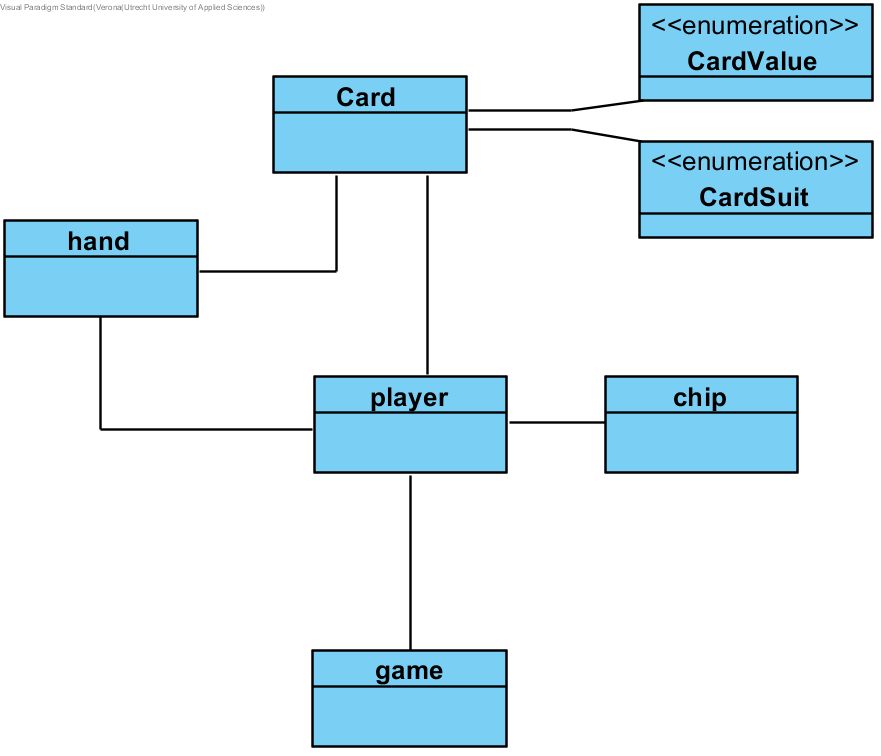 Visual Paradigm Standard(Verona(Utrecht University of Applied Sciences))
<<enumeration>>
CardValue
Card
<<enumeration>>
CardSuit
hand
player
chip
game